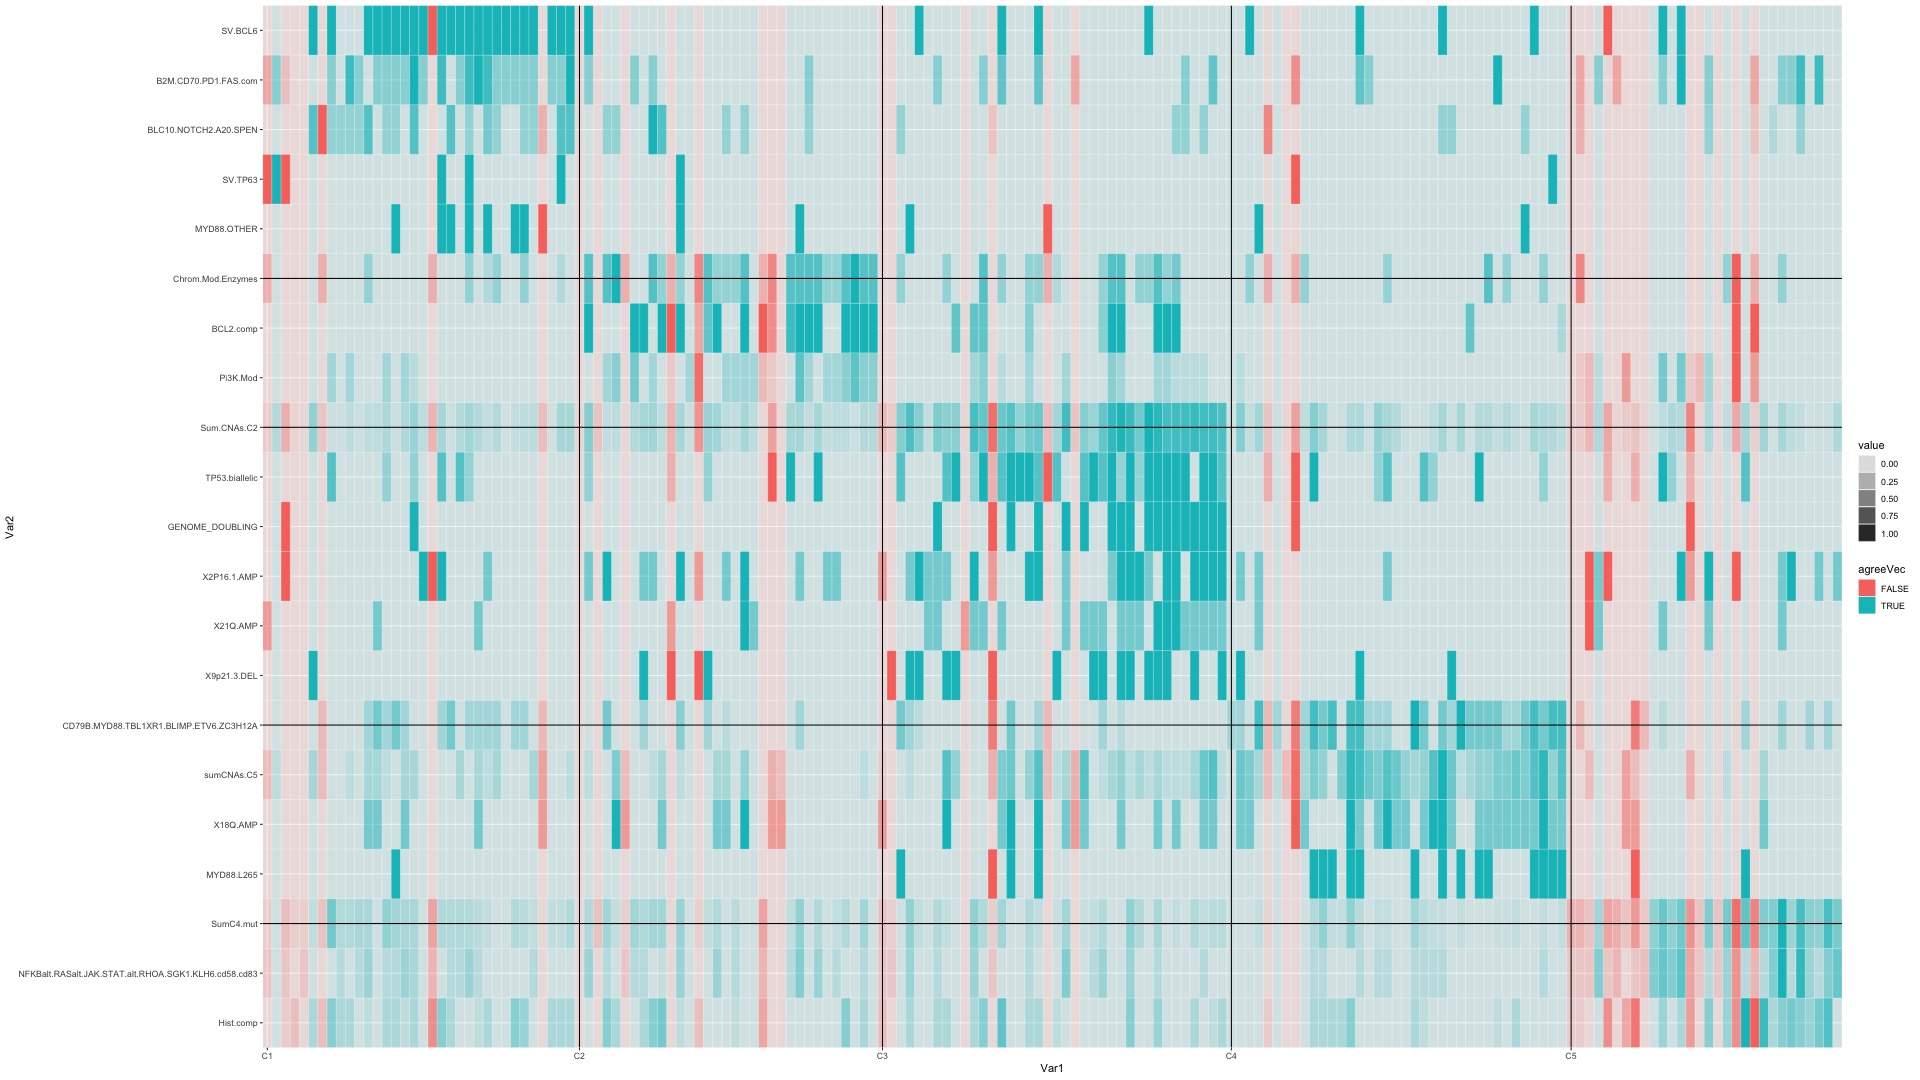 SV.BCL6
B2M.CD70.PD1.FAS.com
BLC10.NOTCH2.A20.SPEN
SV.TP63
MYD88.OTHER
Chrom.Mod.Enzymes
BCL2.comp
Pi3K.Mod
Sum.CNAs.C2
TP53.biallelic
GENOME_DOUBLING
X2P16.1.AMP
X21Q.AMP
X9p21.3.DEL
CD79B.MYD88.TBL1XR1.BLIMP.ETV6.ZC3H12A
sumCNAs.C5
X18Q.AMP
MYD88.L265
SumC4.mut
NFKBalt.RASalt.JAK.STAT.alt.RHOA.SGK1.KLH6.cd58.cd83
Hist.comp
Var2
C1 C2 C3 C4 C5
Var1
value
0.00
0.25
0.50
0.75
1.00
agreeVec
FALSE
TRUE